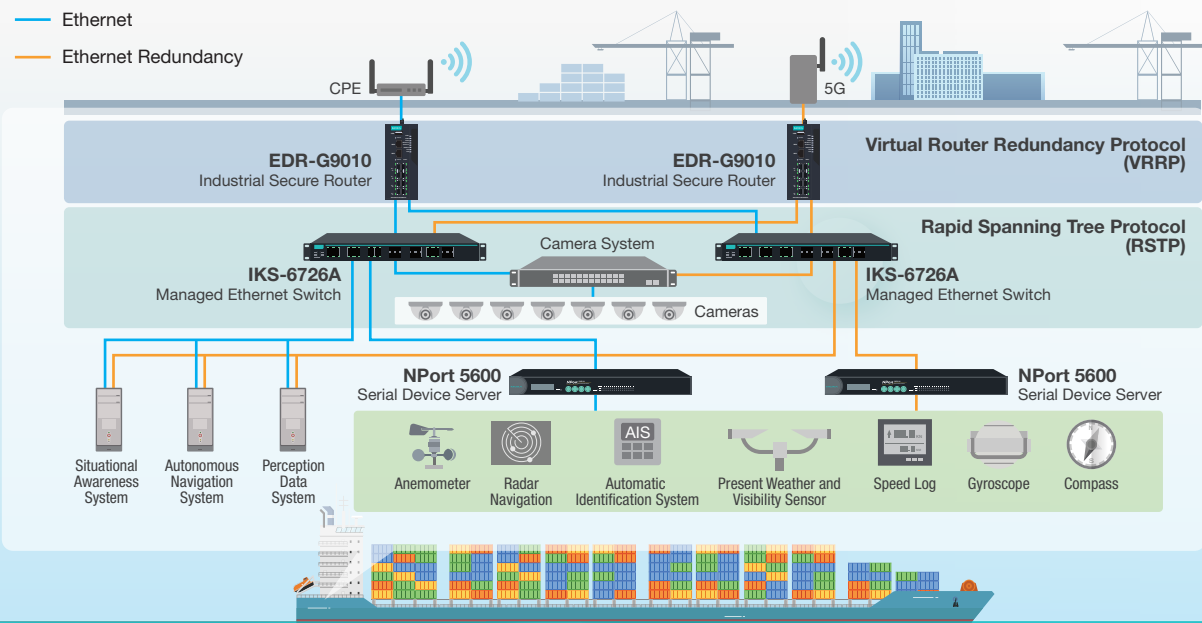 Ethernet
Ethernet Redundancy
CPE
5G
EDR-G9010
Industrial Secure Router
EDR-G9010
Industrial Secure Router
Virtual Router Redundancy Protocol
(VRRP)
Rapid Spanning Tree Protocol
(RSTP)
Camera System
IKS-6726A
Managed Ethernet Switch
IKS-6726A
Managed Ethernet Switch
Cameras
NPort 5600
Serial Device Server
NPort 5600
Serial Device Server
AIS
Situational
Awareness
System
Autonomous
Navigation
System
Perception
Data
System
Anemometer
Radar
Navigation
Automatic
Identification System
Present Weather and
Visibility Sensor
Speed Log
Gyroscope
Compass